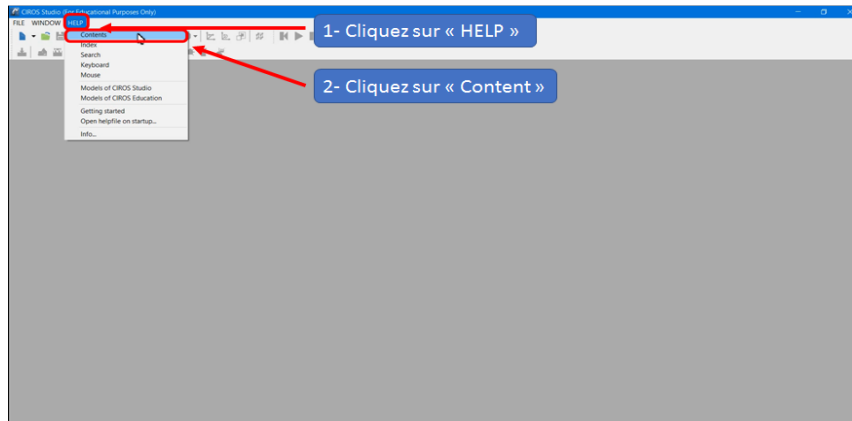 CIROS Studio (For Educational Purposes Only)
FILE WINDOW HELP
1- Cliquez sur « HELP »
Contents
Index
Search
Keyboard
Mouse
2- Cliquez sur « Content »
Models of CIROS Studio
Models of CIROS Education
Getting started
Open helpfile on startup...
Info...